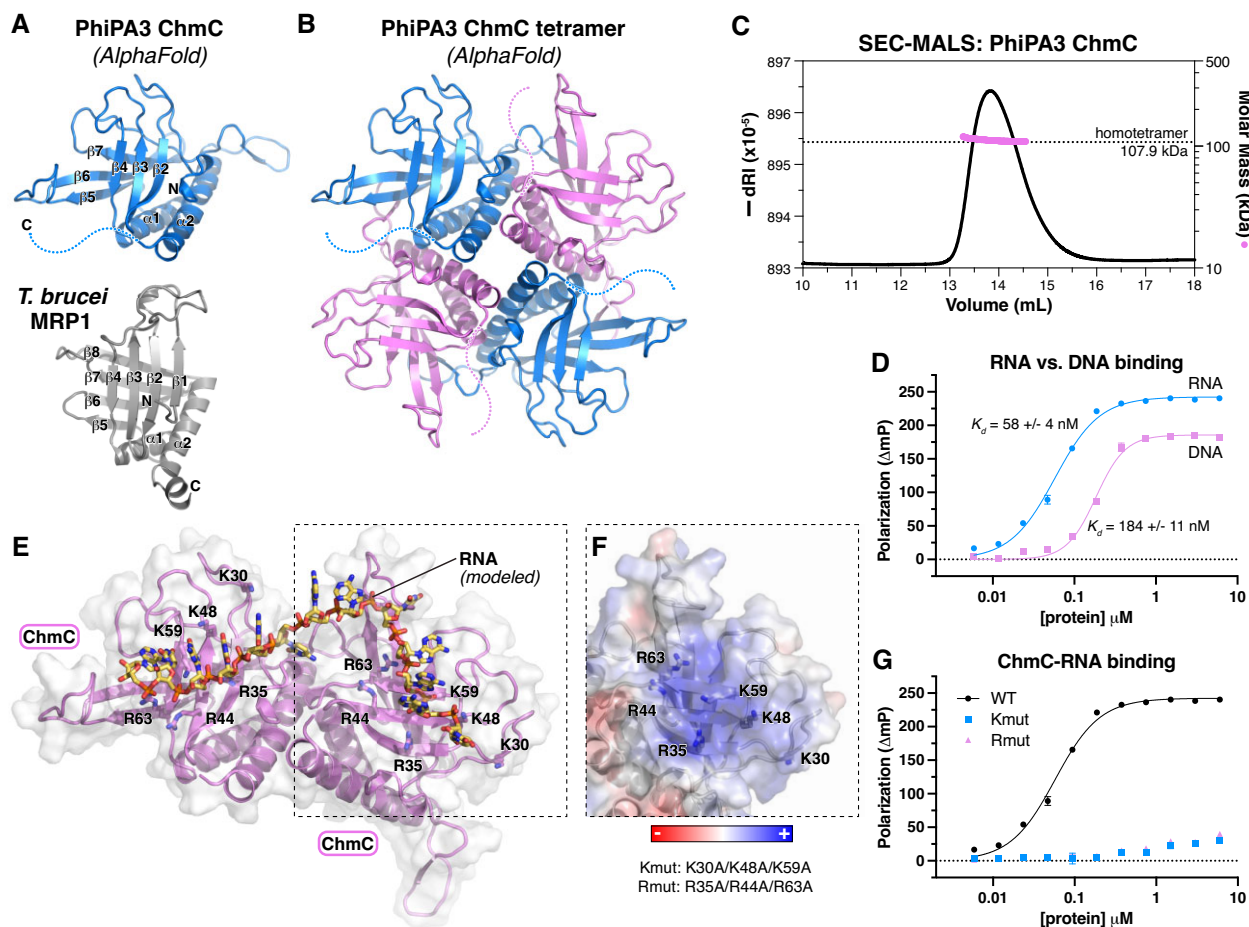 A
PhiPA3 ChmC
(AlphaFold)
β7
β6
β5
β4
β3
β2
N
α1
α2
C
T. brucei
MRP1
β8
β7
β6
β5
β4
β3
β2
β1
N
α1
α2
C
B
PhiPA3 ChmC tetramer
(AlphaFold)
C
SEC-MALS: PhiPA3 ChmC
897
896
895
894
893
dRI (x10⁻⁵)
10 11 12 13 14 15 16 17 18
Volume (mL)
500
100
10
Molar Mass (kDa)
homotetramer
107.9 kDa
D
RNA vs. DNA binding
250
200
150
100
50
0
Polarization (ΔmP)
RNA
Kd = 58 +/- 4 nM
DNA
Kd = 184 +/- 11 nM
0.01 0.1 1 10
[protein] μM
E
ChmC
K30
K48
K59
R63
R44
R35
RNA
(modeled)
R63
R44
R35
K59
K48
K30
ChmC
F
R63
R44
R35
K59
K48
K30
- +
Kmut: K30A/K48A/K59A
Rmut: R35A/R44A/R63A
G
ChmC-RNA binding
WT
Kmut
Rmut
250
200
150
100
50
0
Polarization (ΔmP)
0.01 0.1 1 10
[protein] μM